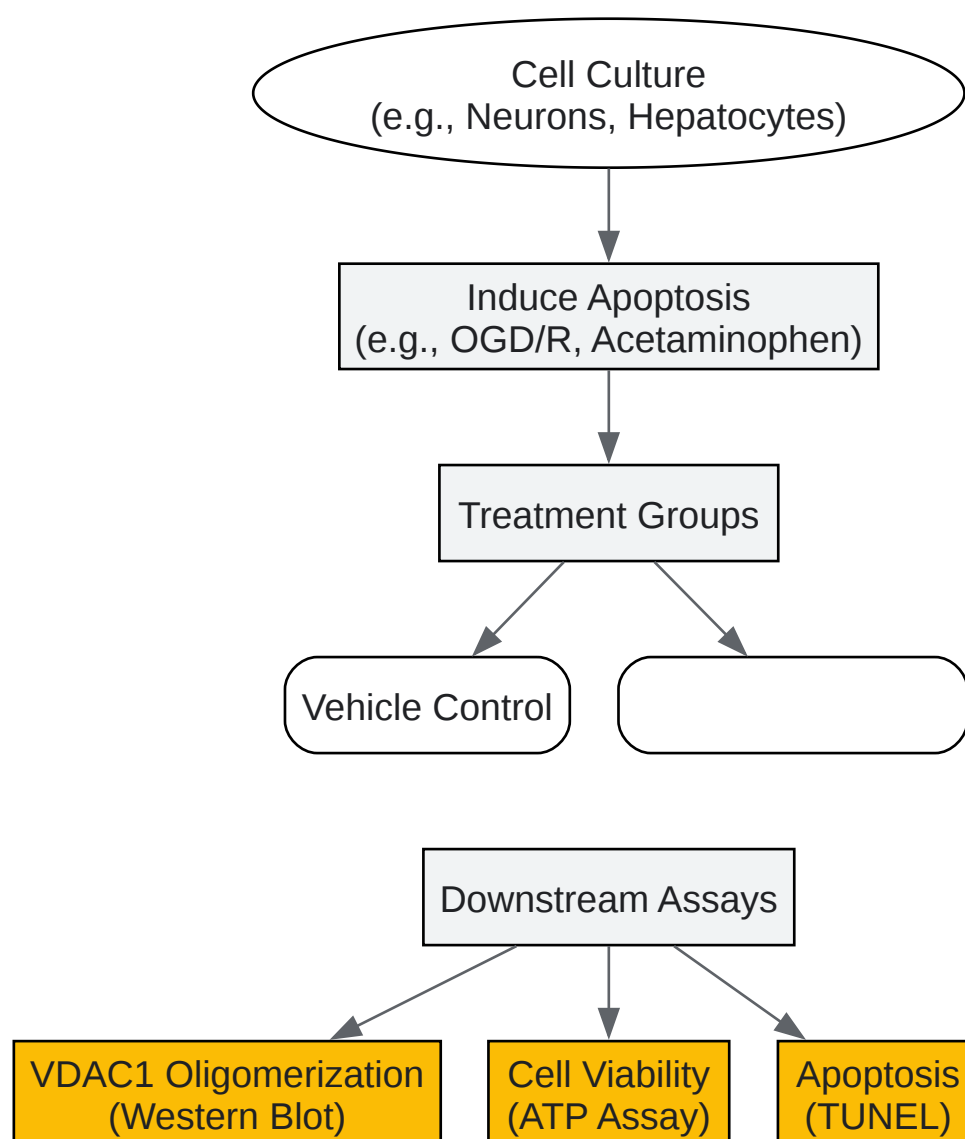 Cell Culture
(e.g., Neurons, Hepatocytes)
Induce Apoptosis
(e.g., OGD/R, Acetaminophen)
Treatment Groups
Vehicle Control
Downstream Assays
VDAC1 Oligomerization
(Western Blot)
Cell Viability
(ATP Assay)
Apoptosis
(TUNEL)